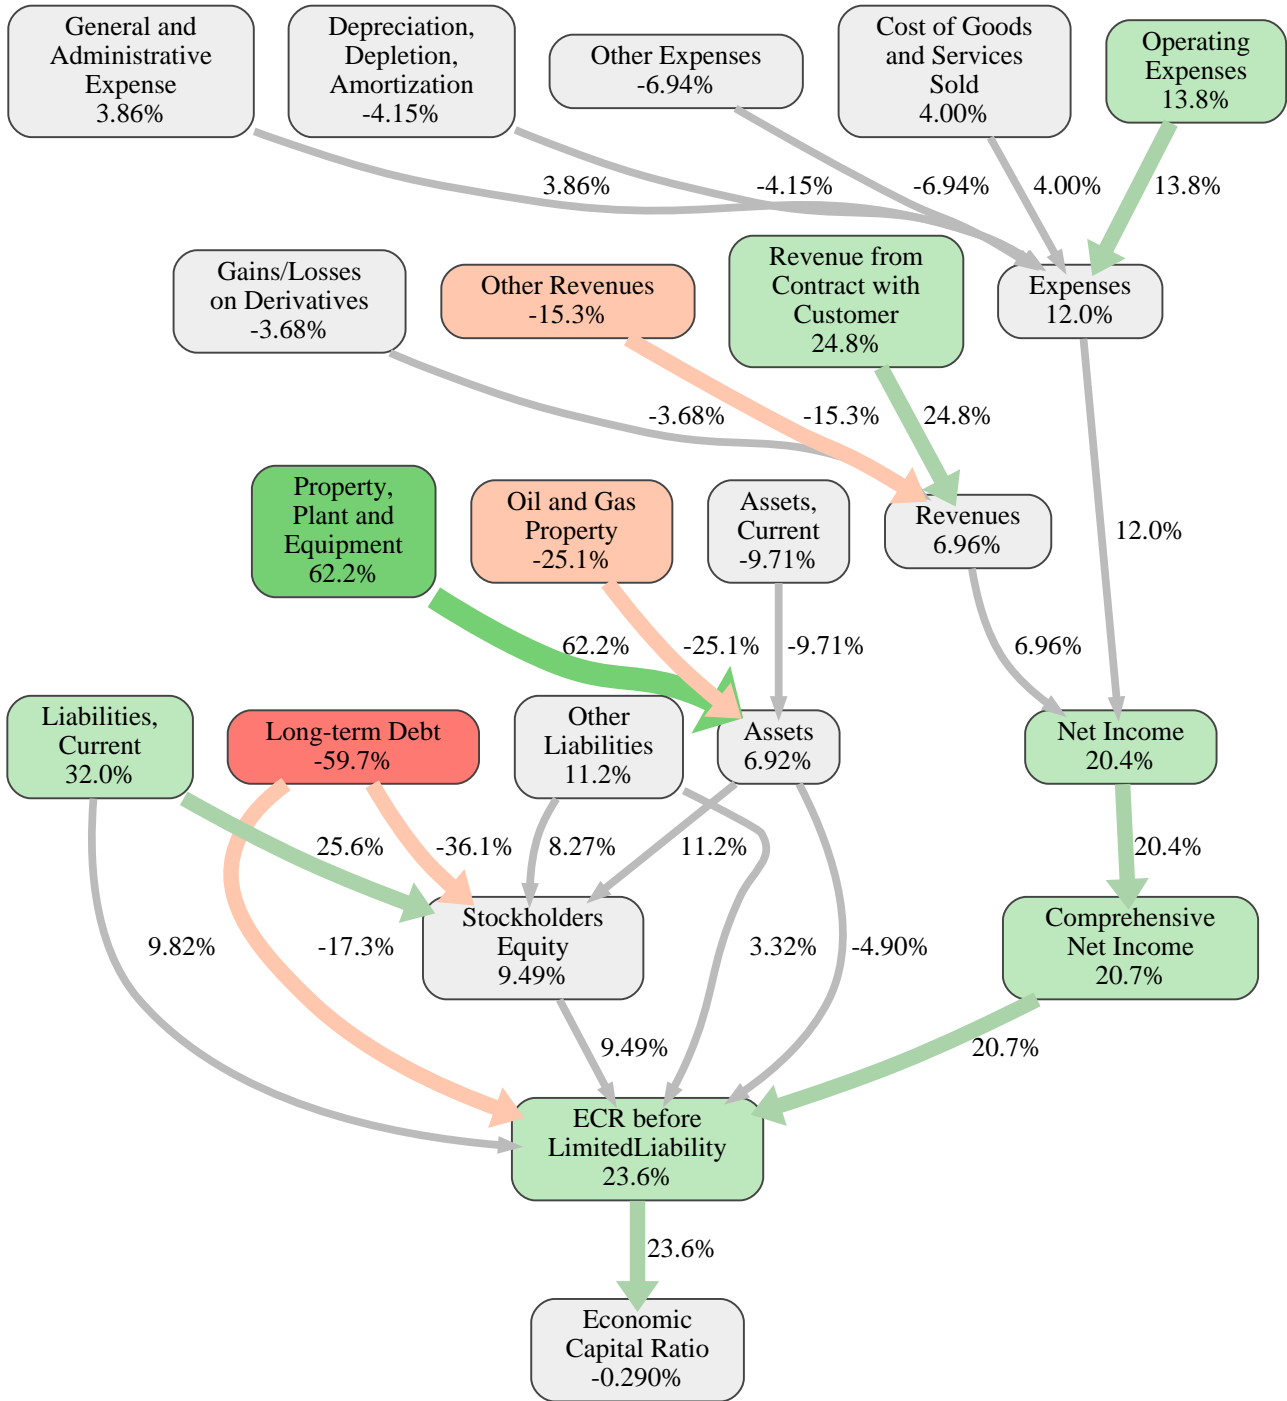 General and
Administrative
Expense
3.86%
Depreciation,
Depletion,
Amortization
-4.15%
Other Expenses
-6.94%
Cost of Goods
and Services
Sold
4.00%
Operating
Expenses
13.8%
3.86%
-4.15%
-6.94%
4.00%
13.8%
Gains/Losses
on Derivatives
-3.68%
Other Revenues
-15.3%
Revenue from
Contract with
Customer
24.8%
Expenses
12.0%
-3.68%
-15.3%
24.8%
12.0%
Property,
Plant and
Equipment
62.2%
Oil and Gas
Property
-25.1%
Assets,
Current
-9.71%
Revenues
6.96%
62.2%
-25.1%
-9.71%
6.96%
Liabilities,
Current
32.0%
Long-term Debt
-59.7%
Other
Liabilities
11.2%
Assets
6.92%
Net Income
20.4%
25.6%
-36.1%
8.27%
11.2%
20.4%
9.82%
-17.3%
Stockholders
Equity
9.49%
3.32%
-4.90%
Comprehensive
Net Income
20.7%
9.49%
20.7%
ECR before
LimitedLiability
23.6%
23.6%
Economic
Capital Ratio
-0.290%